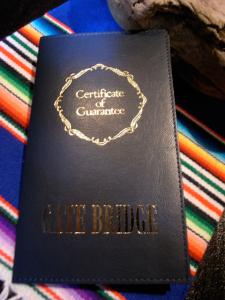 Certificate
of
Guarantee
GATE BRIDGE